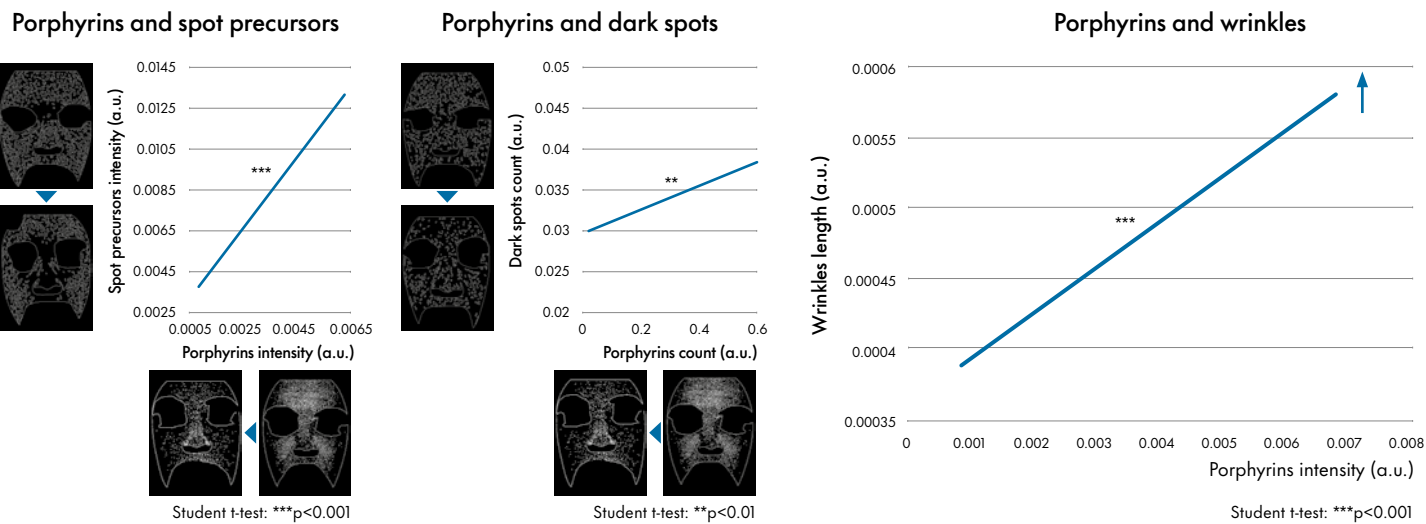 Porphyrins and spot precursors
Spot precursors intensity (a.u.)
0.0145
0.0125
0.0105
0.0085
0.0065
0.0045
0.0025
***
0.0005 0.0025 0.0045 0.0065
Porphyrins intensity (a.u.)
Student t-test: ***p<0.001
Porphyrins and dark spots
Dark spots count (a.u.)
0.05
0.045
0.04
0.035
0.03
0.025
0.02
**
0 0.2 0.4 0.6
Porphyrins count (a.u.)
Student t-test: **p<0.01
Porphyrins and wrinkles
Wrinkles length (a.u.)
0.0006
0.00055
0.0005
0.00045
0.0004
0.00035
***
0 0.001 0.002 0.003 0.004 0.005 0.006 0.007 0.008
Porphyrins intensity (a.u.)
Student t-test: ***p<0.001